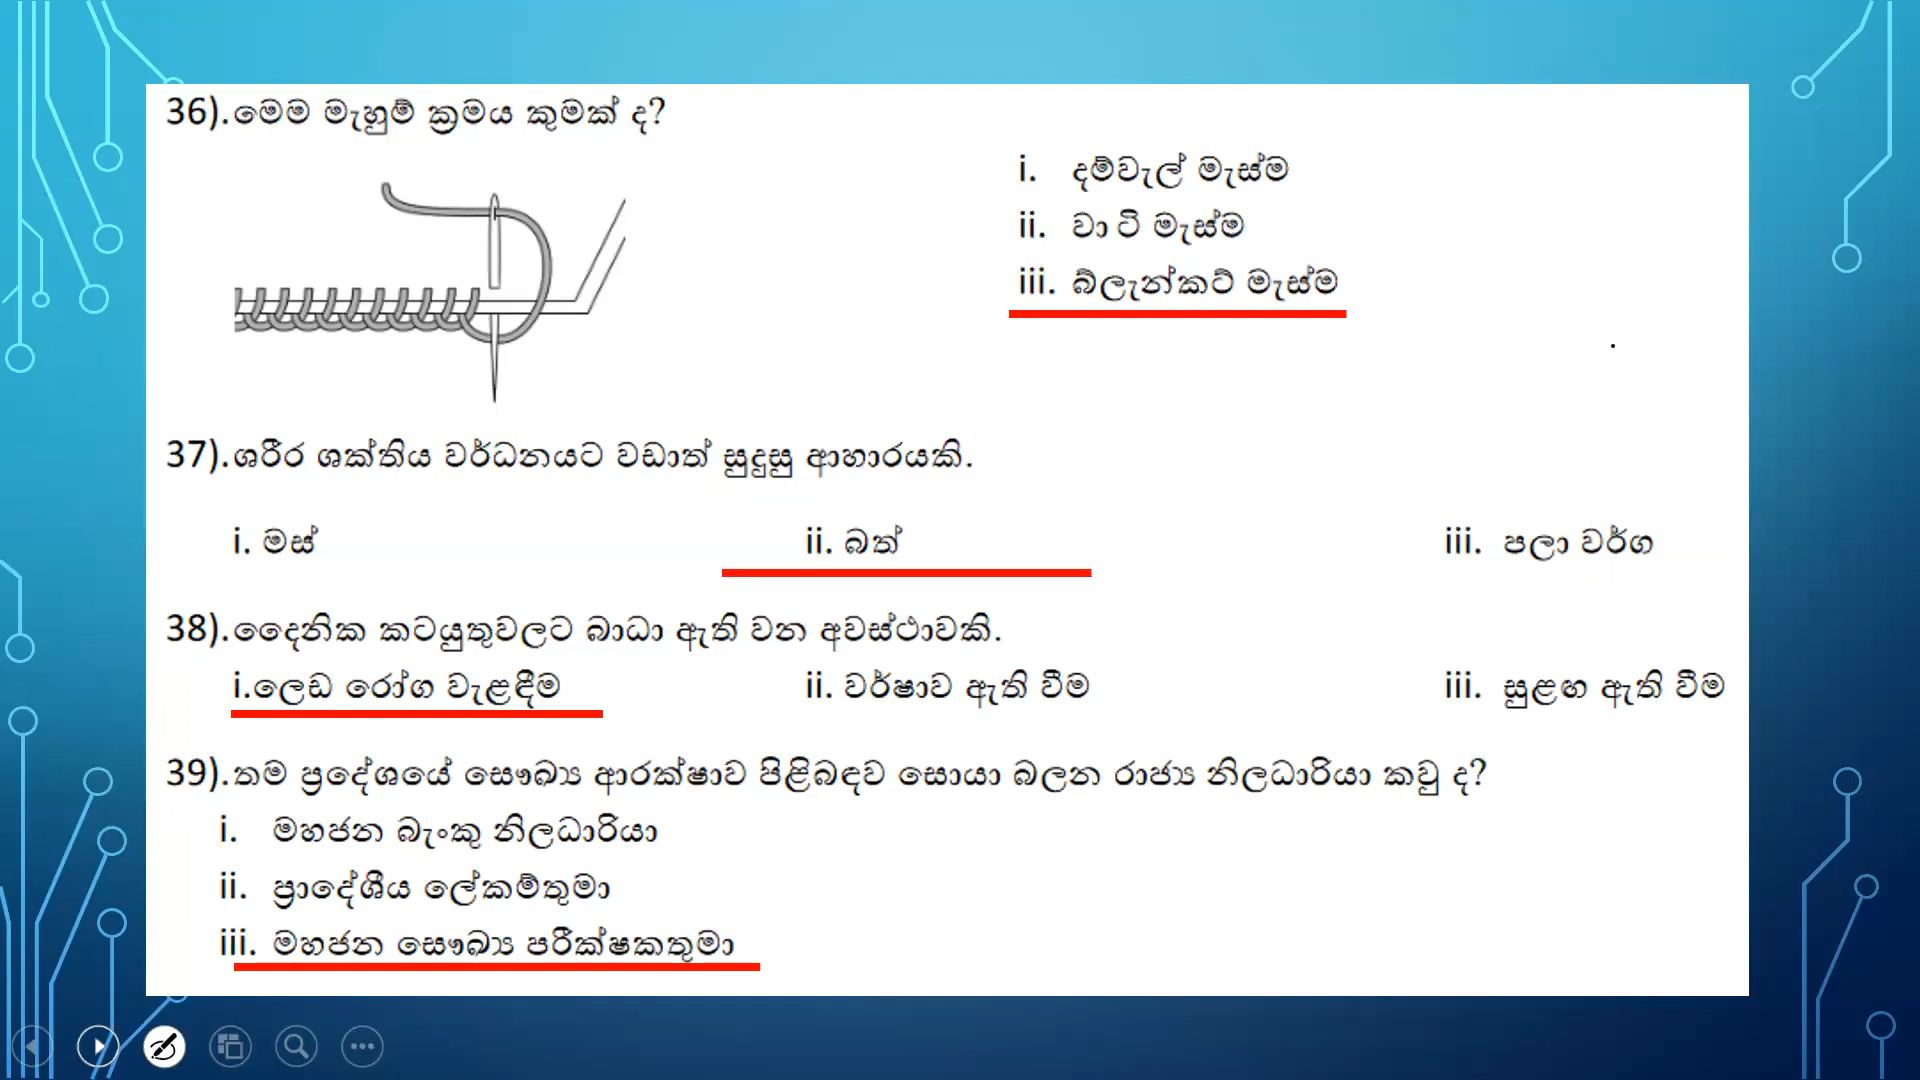 36).මෙම මැහුම් ක්‍රමය කුමක් ද?
i. දම්වැල් මැස්ම
ii. වා ටි මැස්ම
iii. බ්ලැන්කට් මැස්ම
37).ශරීර ශක්තිය වර්ධනයට වඩාත් සුදුසු ආහාරයකි.
i. මස් ii. බත් iii. පලා වර්ග
38).දෛනික කටයුතුවලට බාධා ඇති වන අවස්ථාවකි.
i.ලෙඩ රෝග වැළඳීම ii. වර්ෂාව ඇති වීම iii. සුළඟ ඇති වීම
39).තම ප්‍රදේශයේ සෞඛ්‍ය ආරක්ෂාව පිළිබඳව සොයා බලන රාජ්‍ය නිලධාරියා කවු ද?
i. මහජන බැංකු නිලධාරියා
ii. ප්‍රාදේශීය ලේකම්තුමා
iii. මහජන සෞඛ්‍ය පරීක්ෂකතුමා